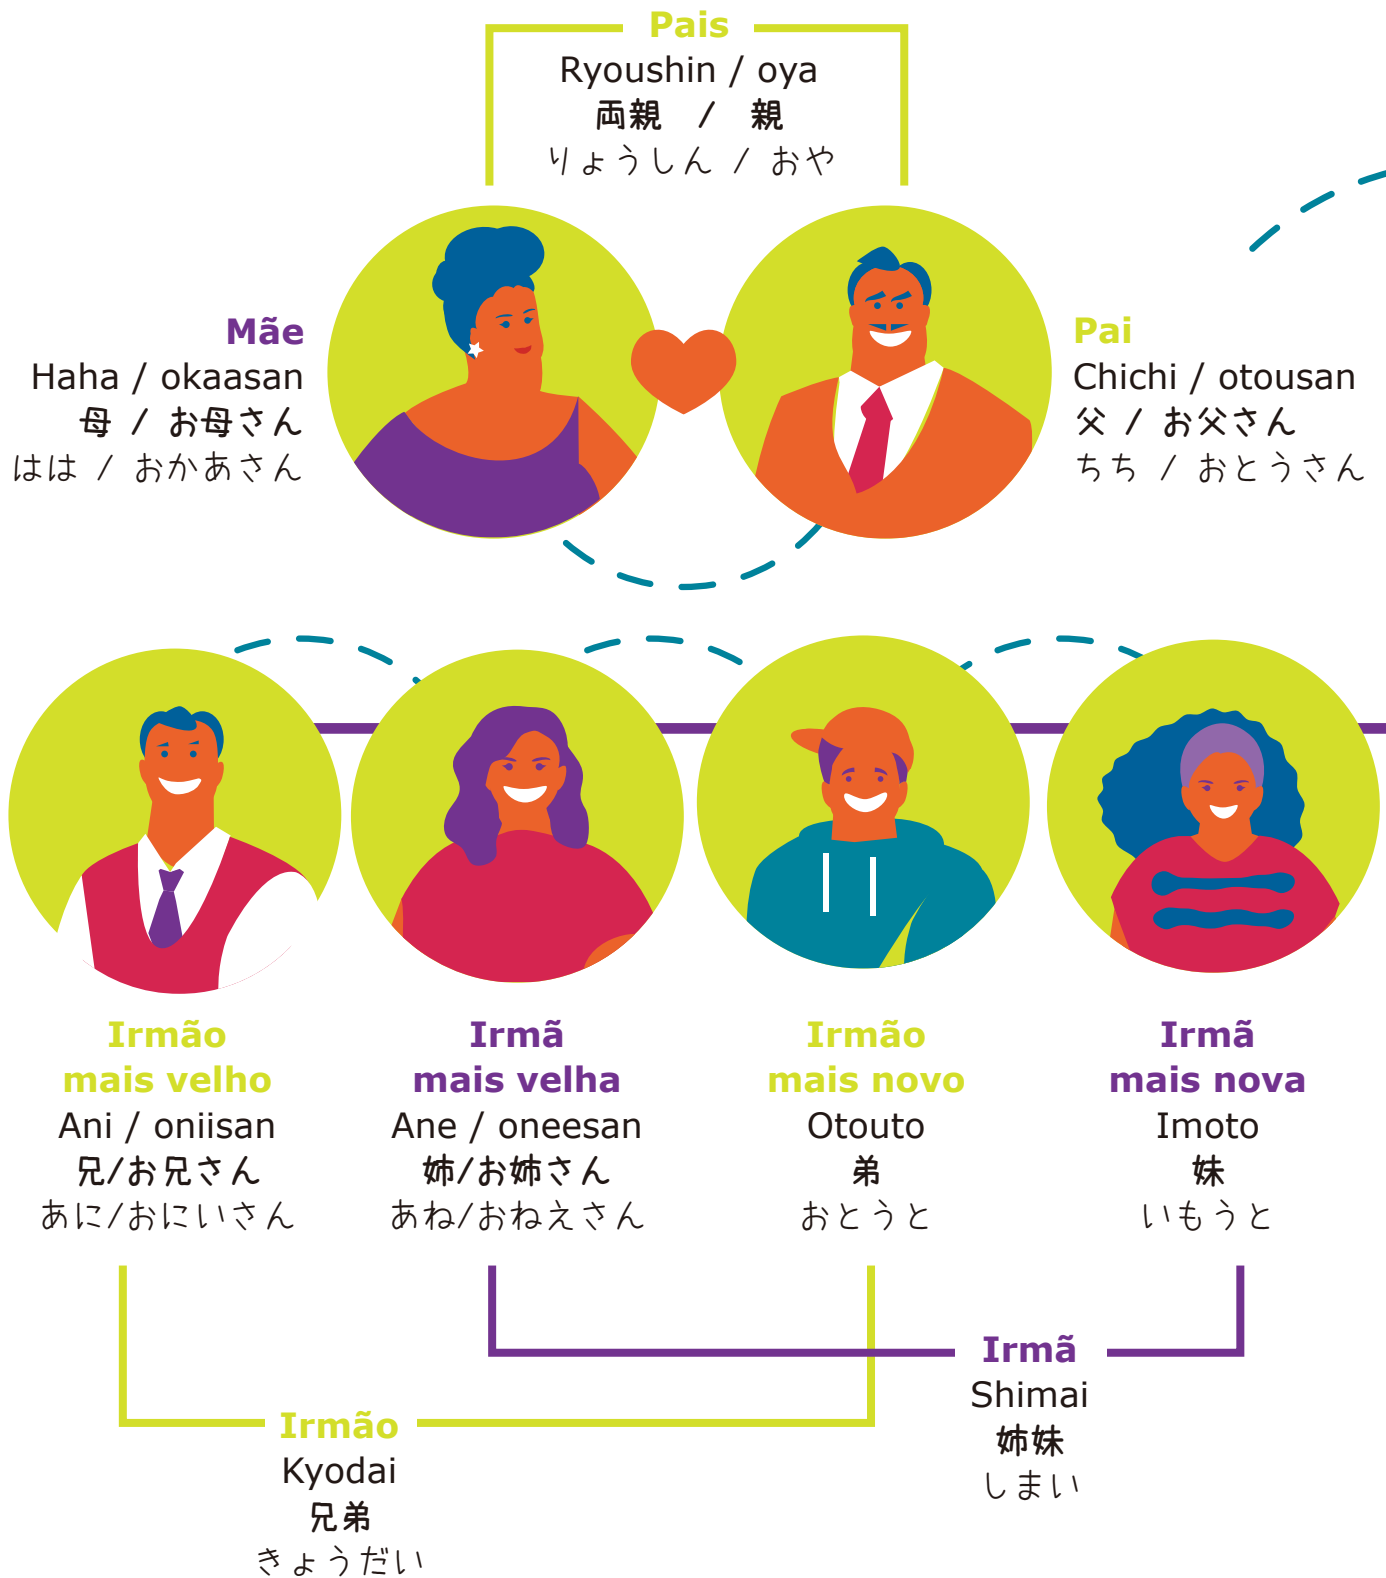 Pais
Ryoushin / oya
両親 / 親
りょうしん / おや
Mãe
Haha / okaasan
母 / お母さん
はは / おかあさん
Pai
Chichi / otousan
父 / お父さん
ちち / おとうさん
Irmão
mais velho
Ani / oniisan
兄/お兄さん
あに/おにいさん
Irmã
mais velha
Ane / oneesan
姉/お姉さん
あね/おねえさん
Irmão
mais novo
Otouto
弟
おとうと
Irmã
mais nova
Imoto
妹
いもうと
Irmã
Shimai
姉妹
しまい
Irmão
Kyodai
兄弟
きょうだい